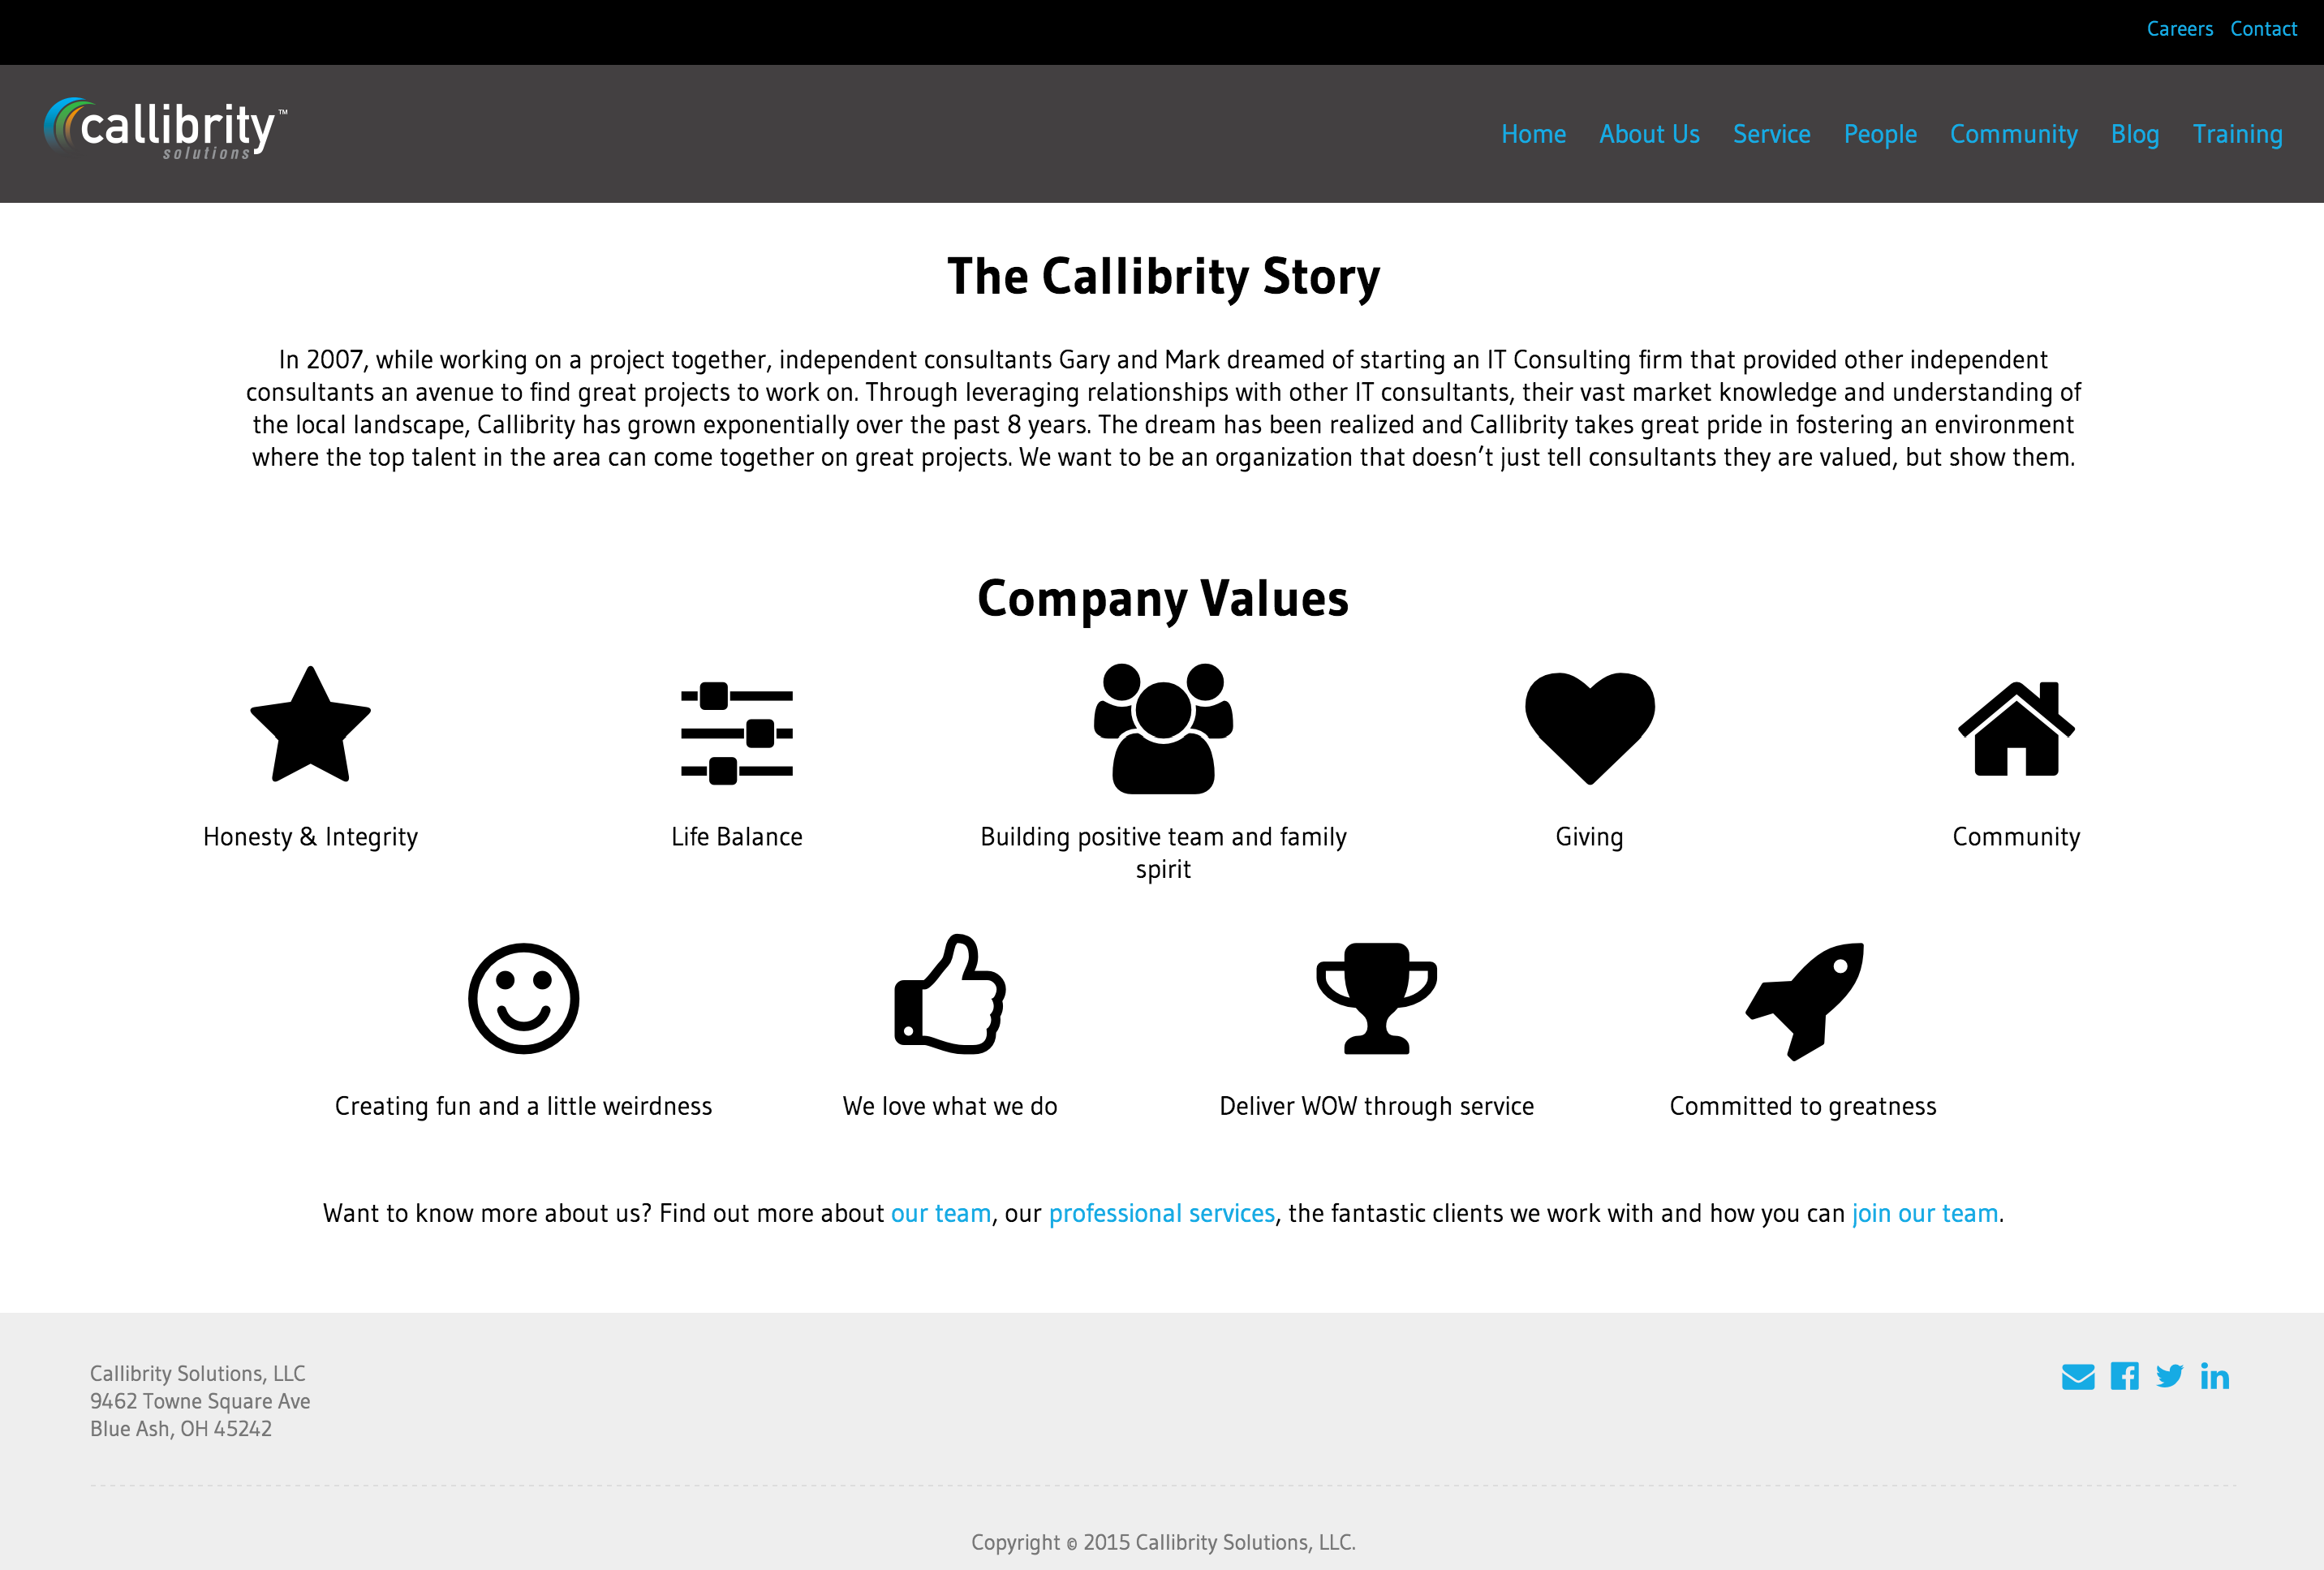 Careers Contact
callibrity™
solutions
Home About Us Service People Community Blog Training
The Callibrity Story
In 2007, while working on a project together, independent consultants Gary and Mark dreamed of starting an IT Consulting firm that provided other independent
consultants an avenue to find great projects to work on. Through leveraging relationships with other IT consultants, their vast market knowledge and understanding of
the local landscape, Callibrity has grown exponentially over the past 8 years. The dream has been realized and Callibrity takes great pride in fostering an environment
where the top talent in the area can come together on great projects. We want to be an organization that doesn’t just tell consultants they are valued, but show them.
Company Values
Honesty & Integrity
Life Balance
Building positive team and family
spirit
Giving
Community
Creating fun and a little weirdness
We love what we do
Deliver WOW through service
Committed to greatness
Want to know more about us? Find out more about our team, our professional services, the fantastic clients we work with and how you can join our team.
Callibrity Solutions, LLC
9462 Towne Square Ave
Blue Ash, OH 45242
Copyright © 2015 Callibrity Solutions, LLC.